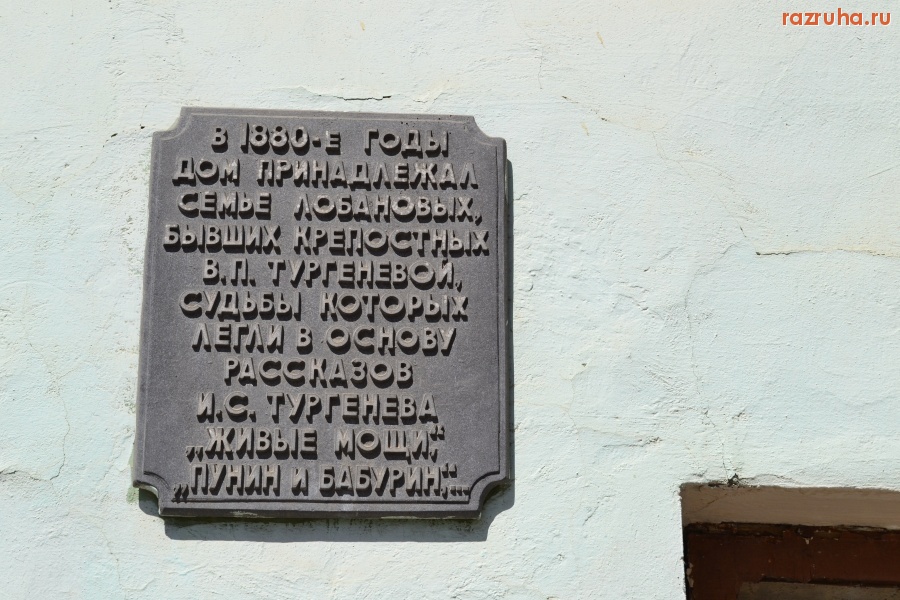 razruha.ru
В 1880-Е ГОДЫ
ДОМ ПРИНАДЛЕЖАЛ
СЕМЬЕ ЛОБАНОВЫХ,
БЫВШИХ КРЕПОСТНЫХ
В.П. ТУРГЕНЕВОЙ,
СУДЬБЫ КОТОРЫХ
ЛЕГЛИ В ОСНОВУ
РАССКАЗОВ
И.С. ТУРГЕНЕВА
„ЖИВЫЕ МОЩИ“,
„ПУНИН И БАБУРИН“,...